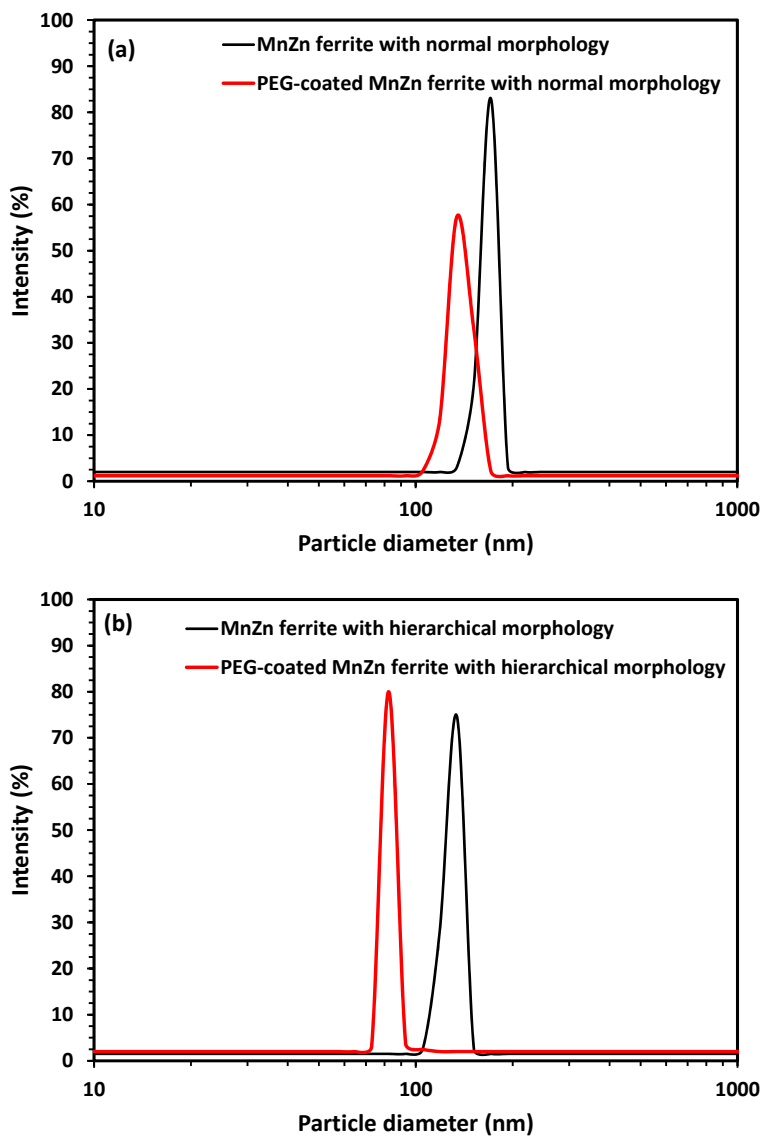 (a)
MnZn ferrite with normal morphology
PEG-coated MnZn ferrite with normal morphology
100
90
80
70
60
50
40
30
20
10
0
Intensity (%)
10
100
1000
Particle diameter (nm)
(b)
MnZn ferrite with hierarchical morphology
PEG-coated MnZn ferrite with hierarchical morphology
100
90
80
70
60
50
40
30
20
10
0
Intensity (%)
10
100
1000
Particle diameter (nm)